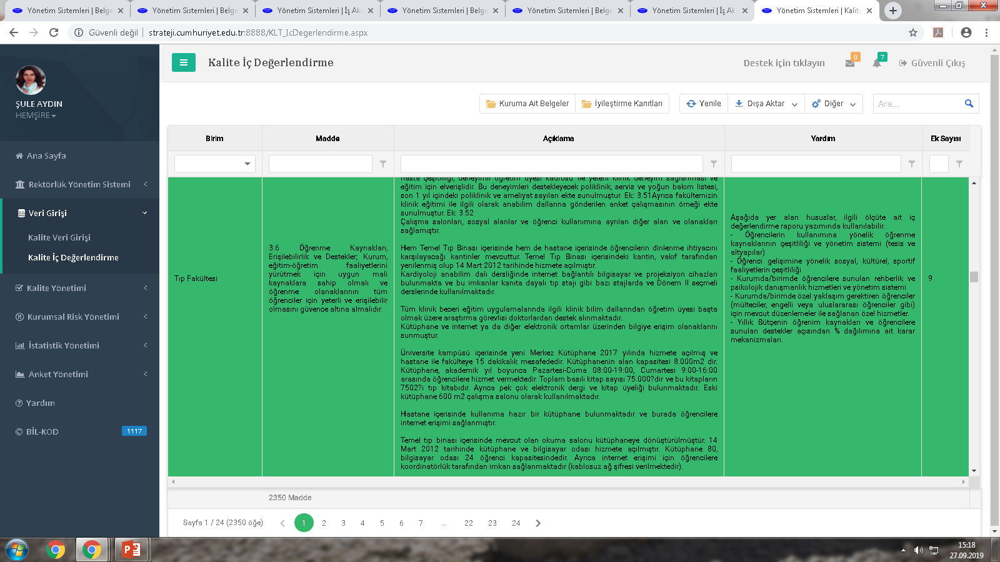 Yönetim Sistemleri | Belge
Yönetim Sistemleri | Belge
Yönetim Sistemleri | İş Ak
Yönetim Sistemleri | Belge
Yönetim Sistemleri | Belge
Yönetim Sistemleri | İş Ak
Yönetim Sistemleri | Kalite
Güvenli değil
strateji.cumhuriyet.edu.tr:8888/KLT_IcDegerlendirme.aspx
ŞULE AYDIN
HEMŞİRE
Ana Sayfa
Rektörlük Yönetim Sistemi
Veri Girişi
Kalite Veri Girişi
Kalite İç Değerlendirme
Kalite Yönetimi
Kurumsal Risk Yönetimi
İstatistik Yönetimi
Anket Yönetimi
Yardım
BİL-KOD
1117
Kalite İç Değerlendirme
Destek için tıklayın
0
7
Güvenli Çıkış
Kuruma Ait Belgeler
İyileştirme Kanıtları
Yenile
Dışa Aktar
Diğer
Ara...
Birim
Madde
Açıklama
Yardım
Ek Sayısı
Tıp Fakültesi
3.6 Öğrenme Kaynakları,
Erişilebilirlik ve Destekler; Kurum,
eğitim-öğretim faaliyetlerini
yürütmek için uygun mali
kaynaklara sahip olmalı ve
öğrenme olanaklarının tüm
öğrenciler için yeterli ve erişilebilir
olmasını güvence altına almalıdır.
hasta çeşitliliği, deneyimli öğretim üyesi kadrosu ile yeterli klinik deneyim sağlanması ve
eğitim için elverişlidir. Bu deneyimleri destekleyecek poliklinik, servis ve yoğun bakım listesi,
son 1 yıl içindeki poliklinik ve ameliyat sayıları ekte sunulmuştur. Ek: 3.51Ayrıca fakültemizin
klinik eğitimi ile ilgili olarak anabilim dallarına gönderilen anket çalışmasının örneği ekte
sunulmuştur. Ek: 3.52
Çalışma salonları, sosyal alanlar ve öğrenci kullanımına ayrılan diğer alan ve olanakları
sağlamıştır.
Hem Temel Tıp Binası içerisinde hem de hastane içerisinde öğrencilerin dinlenme ihtiyacını
karşılayacağı kantinler mevcuttur. Temel Tıp Binası içerisindeki kantin, vakıf tarafından
yenilenmiş olup 14 Mart 2012 tarihinde hizmete açılmıştır.
Kardiyoloji anabilim dalı dersliğinde internet bağlantılı bilgisayar ve projeksiyon cihazları
bulunmakta ve bu imkanlar kanıta dayalı tıp stajı gibi bazı stajlarda ve Dönem II seçmeli
derslerinde kullanılmaktadır.
Tüm klinik beceri eğitim uygulamalarında ilgili klinik bilim dallarından öğretim üyesi başta
olmak üzere araştırma görevlisi doktorlardan destek alınmaktadır.
Kütüphane ve internet ya da diğer elektronik ortamlar üzerinden bilgiye erişim olanaklarını
sunmuştur.
Üniversite kampüsü içerisinde yeni Merkez Kütüphane 2017 yılında hizmete açılmış ve
hastane ile fakülteye 15 dakikalık mesafededir. Kütüphanenin alan kapasitesi 8.000m2 dir.
Kütüphane, akademik yıl boyunca Pazartesi-Cuma 08:00-19:00, Cumartesi 9:00-16:00
arasında öğrencilere hizmet vermektedir. Toplam basılı kitap sayısı 75.000?dir ve bu kitapların
7502?i tıp kitabıdır. Ayrıca pek çok elektronik dergi ve kitap üyeliği bulunmaktadır. Eski
kütüphane 600 m2 çalışma salonu olarak kullanılmaktadır.
Hastane içerisinde kullanıma hazır bir kütüphane bulunmaktadır ve burada öğrencilere
internet erişimi sağlanmıştır.
Temel tıp binası içerisinde mevcut olan okuma salonu kütüphaneye dönüştürülmüştür. 14
Mart 2012 tarihinde kütüphane ve bilgisayar odası hizmete açılmıştır. Kütüphane 80,
bilgisayar odası 24 öğrenci kapasitesindedir. Ayrıca internet erişimi için öğrencilere
koordinatörlük tarafından imkan sağlanmaktadır (kablosuz ağ şifresi verilmektedir).
Aşağıda yer alan hususlar, ilgili ölçüte ait iç
değerlendirme raporu yazımında kullanılabilir.
- Öğrencilerin kullanımına yönelik öğrenme
kaynaklarının çeşitliliği ve yönetim sistemi (tesis ve
altyapılar)
- Öğrenci gelişimine yönelik sosyal, kültürel, sportif
faaliyetlerin çeşitliliği
- Kurumda/birimde öğrencilere sunulan rehberlik ve
psikolojik danışmanlık hizmetleri ve yönetim sistemi
- Kurumda/birimde özel yaklaşım gerektiren öğrenciler
(mülteciler, engelli veya uluslararası öğrenciler gibi)
için mevcut düzenlemeler ile sağlanan özel hizmetler.
- Yıllık Bütçenin öğrenim kaynakları ve öğrencilere
sunulan destekler açısından % dağılımına ait karar
mekanizmaları.
9
2350 Madde
Sayfa 1 / 24 (2350 öğe)
1 2 3 4 5 6 7 ... 22 23 24
15:18
27.09.2019